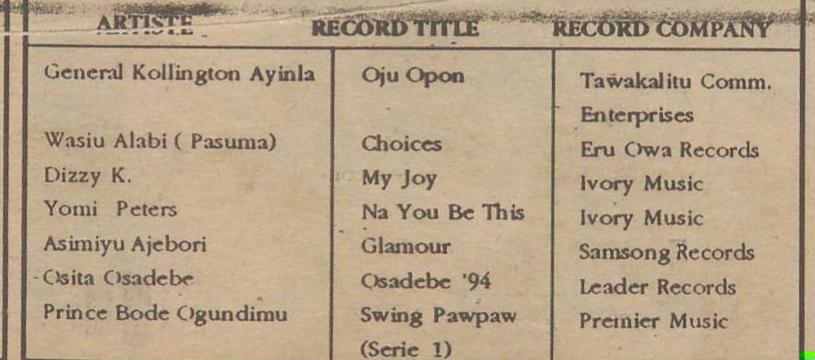 ARTISTE RECORD TITLE RECORD COMPANY
General Kollington Ayinla Oju Opon Tawakalitu Comm.
Enterprises
Wasiu Alabi ( Pasuma) Choices Eru Owa Records
Dizzy K. My Joy Ivory Music
Yomi Peters Na You Be This Ivory Music
Asimiyu Ajebori Glamour Samsong Records
Osita Osadebe Osadebe '94 Leader Records
Prince Bode Ogundimu Swing Pawpaw Premier Music
(Serie 1)